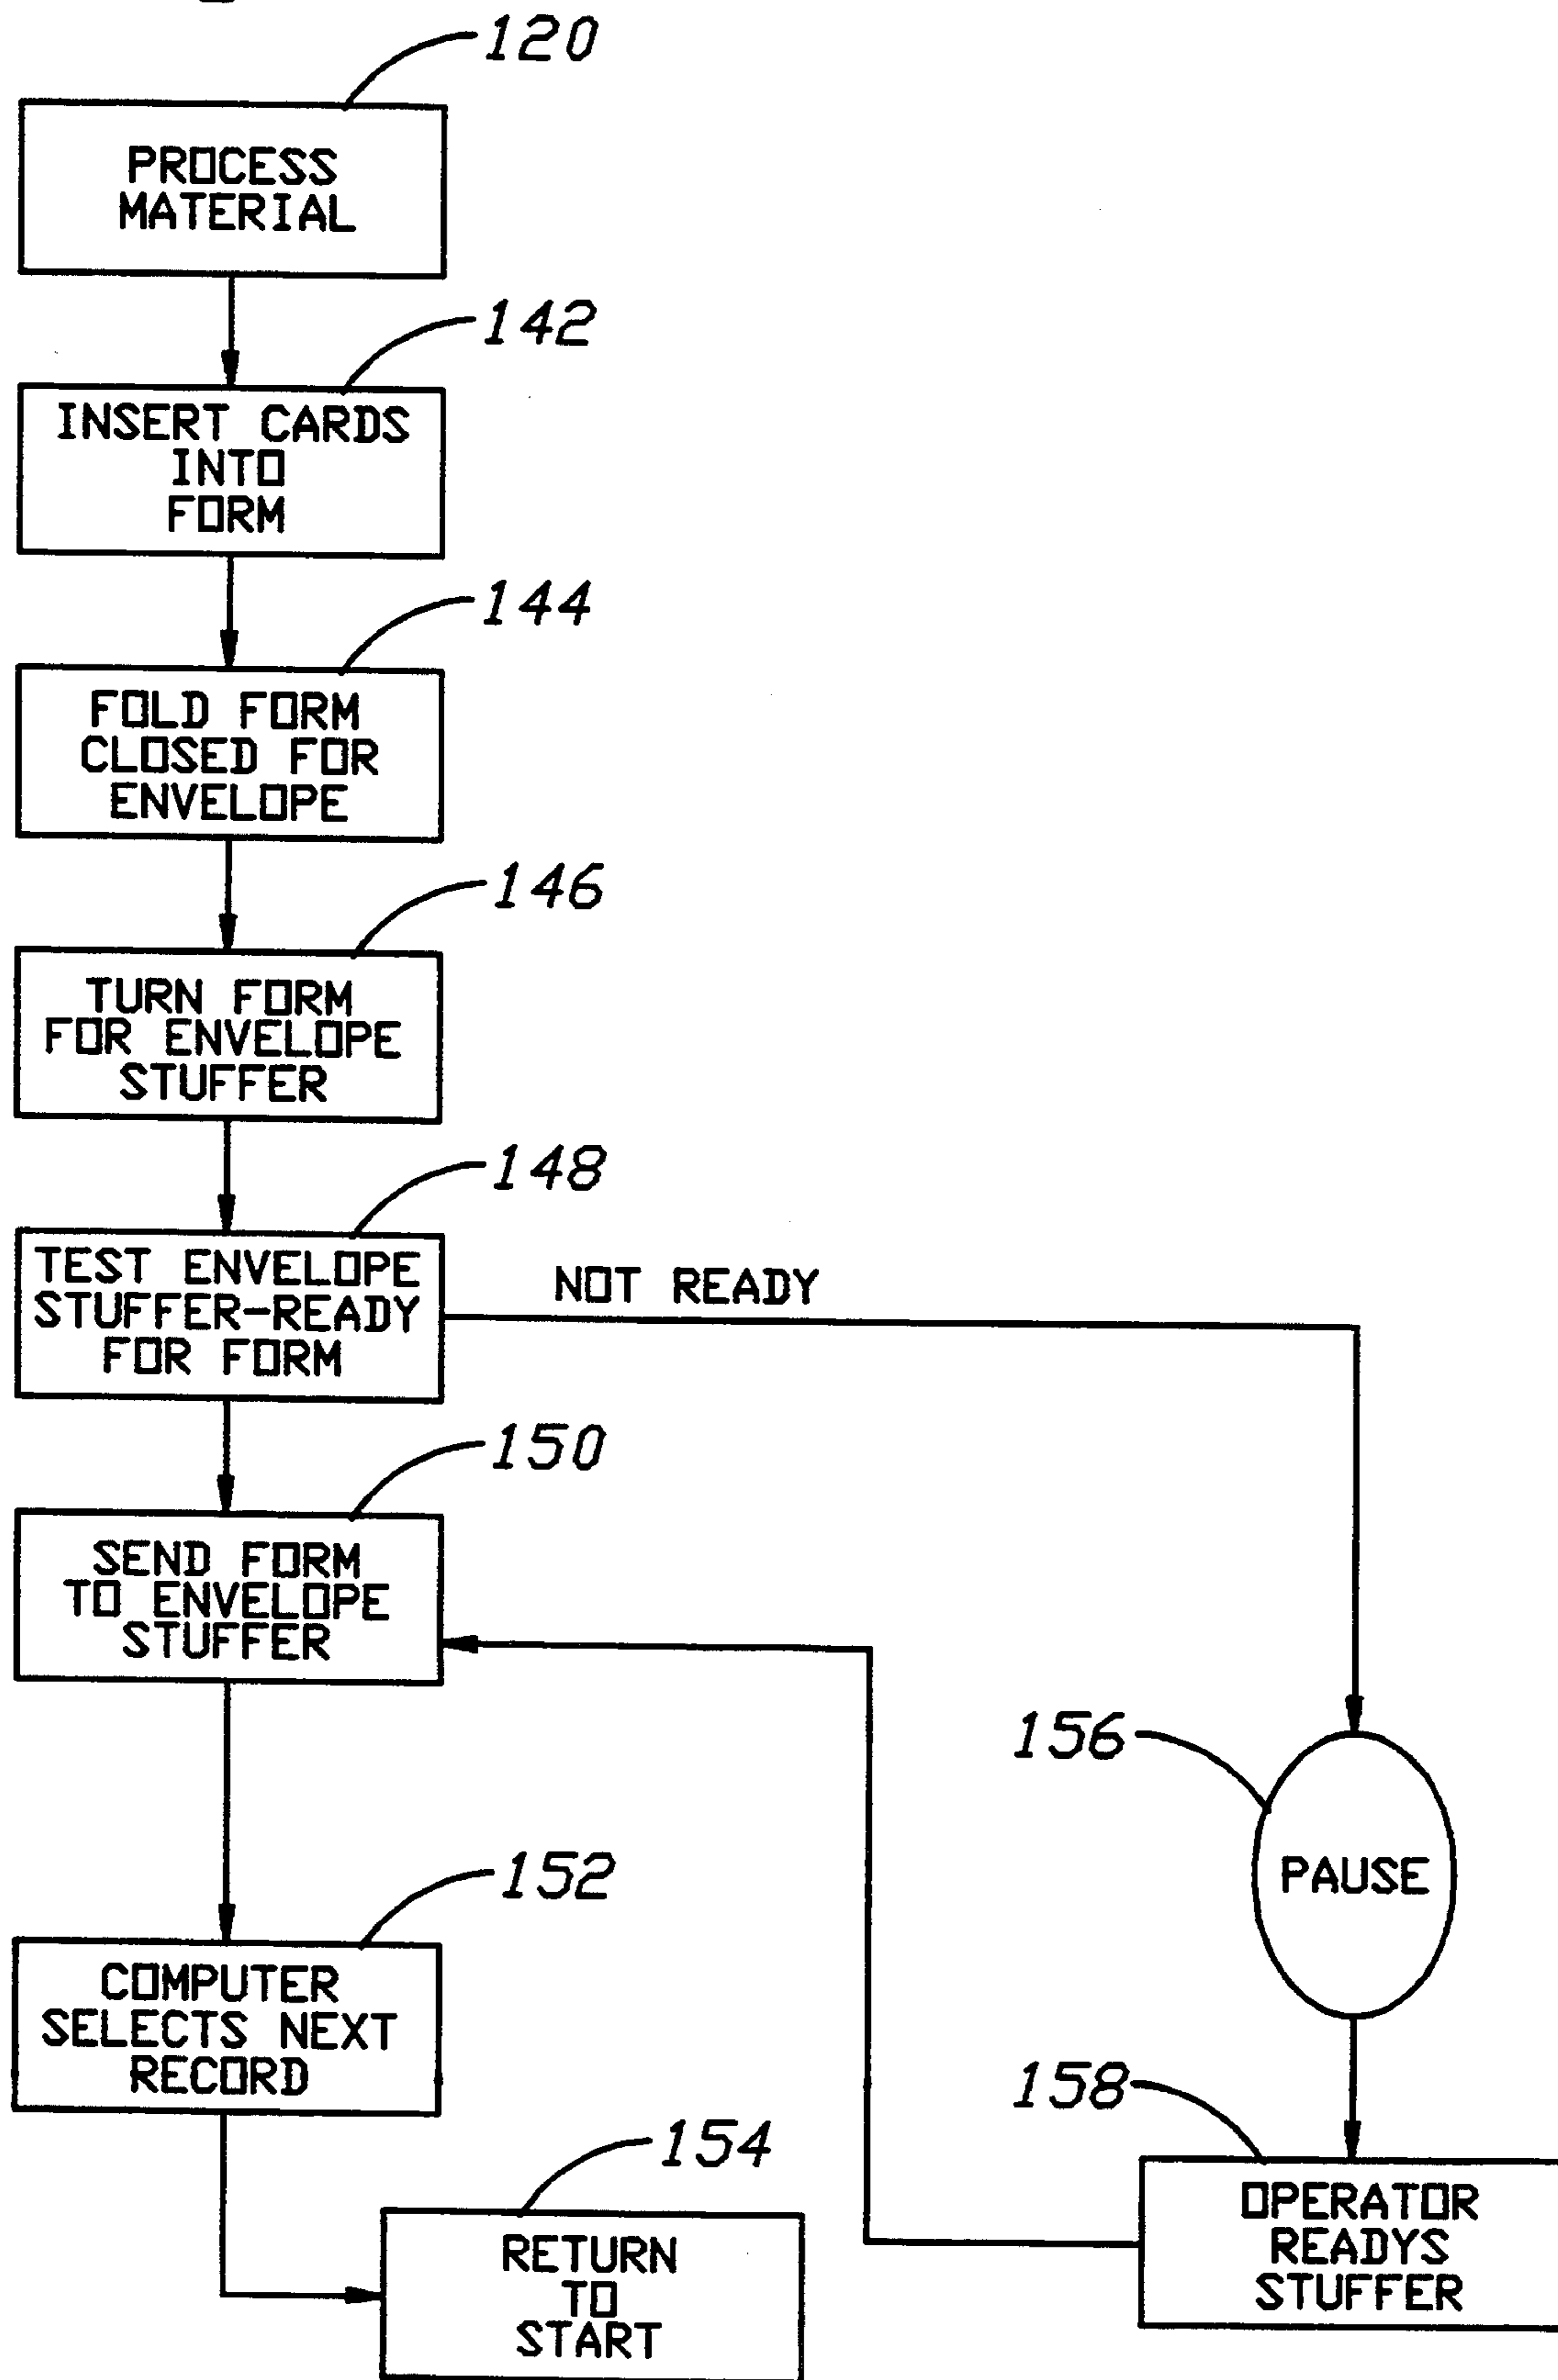 120
PROCESS
MATERIAL
142
INSERT CARDS
INTO
FORM
144
FOLD FORM
CLOSED FOR
ENVELOPE
146
TURN FORM
FOR ENVELOPE
STUFFER
148
TEST ENVELOPE
STUFFER-READY
FOR FORM
NOT READY
150
SEND FORM
TO ENVELOPE
STUFFER
156
PAUSE
152
COMPUTER
SELECTS NEXT
RECORD
158
OPERATOR
READYS
STUFFER
154
RETURN
TO
START